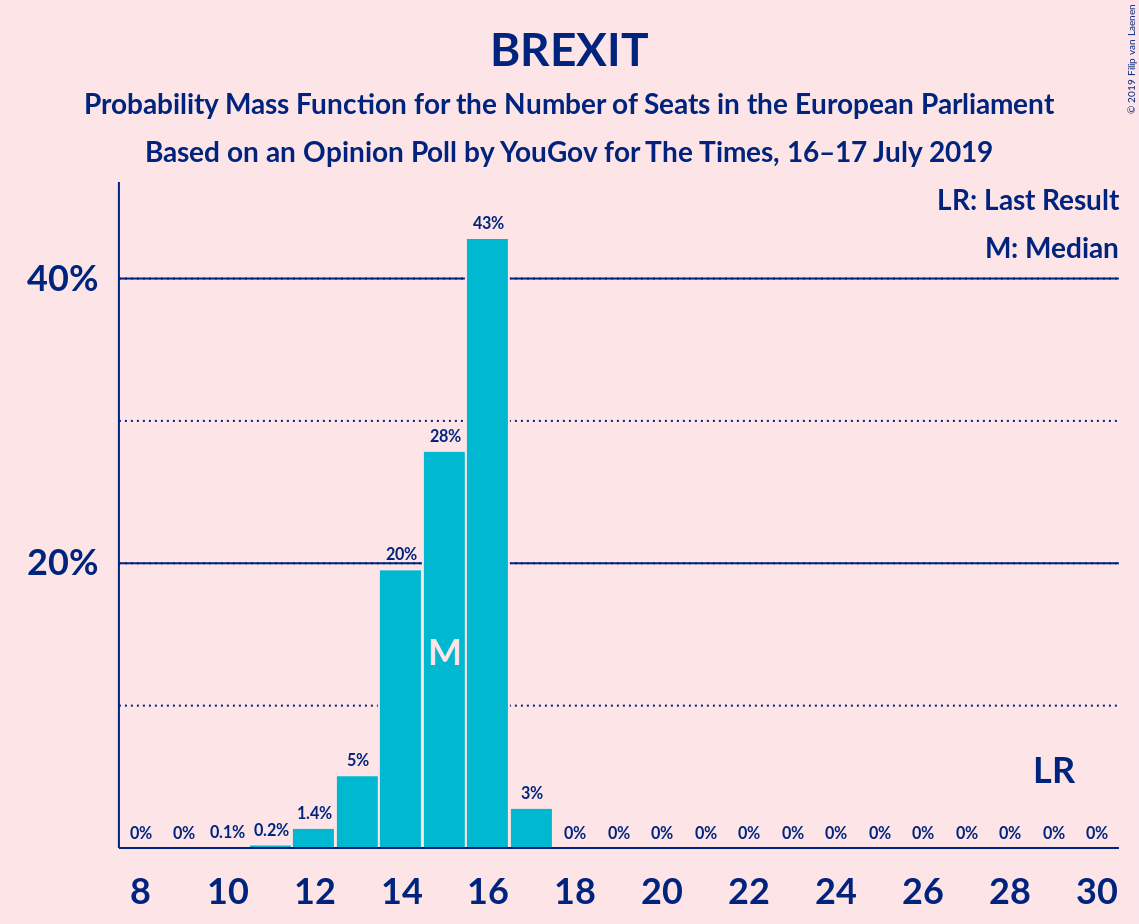 BREXIT
Probability Mass Function for the Number of Seats in the European Parliament
Based on an Opinion Poll by YouGov for The Times, 16–17 July 2019
© 2019 Filip van Laenen
LR: Last Result
M: Median
40%
20%
0% 0% 0.1% 0.2% 1.4% 5% 20% 28% 43% 3% 0% 0% 0% 0% 0% 0% 0% 0% 0% 0% 0% 0% 0%
M
LR
8 10 12 14 16 18 20 22 24 26 28 30